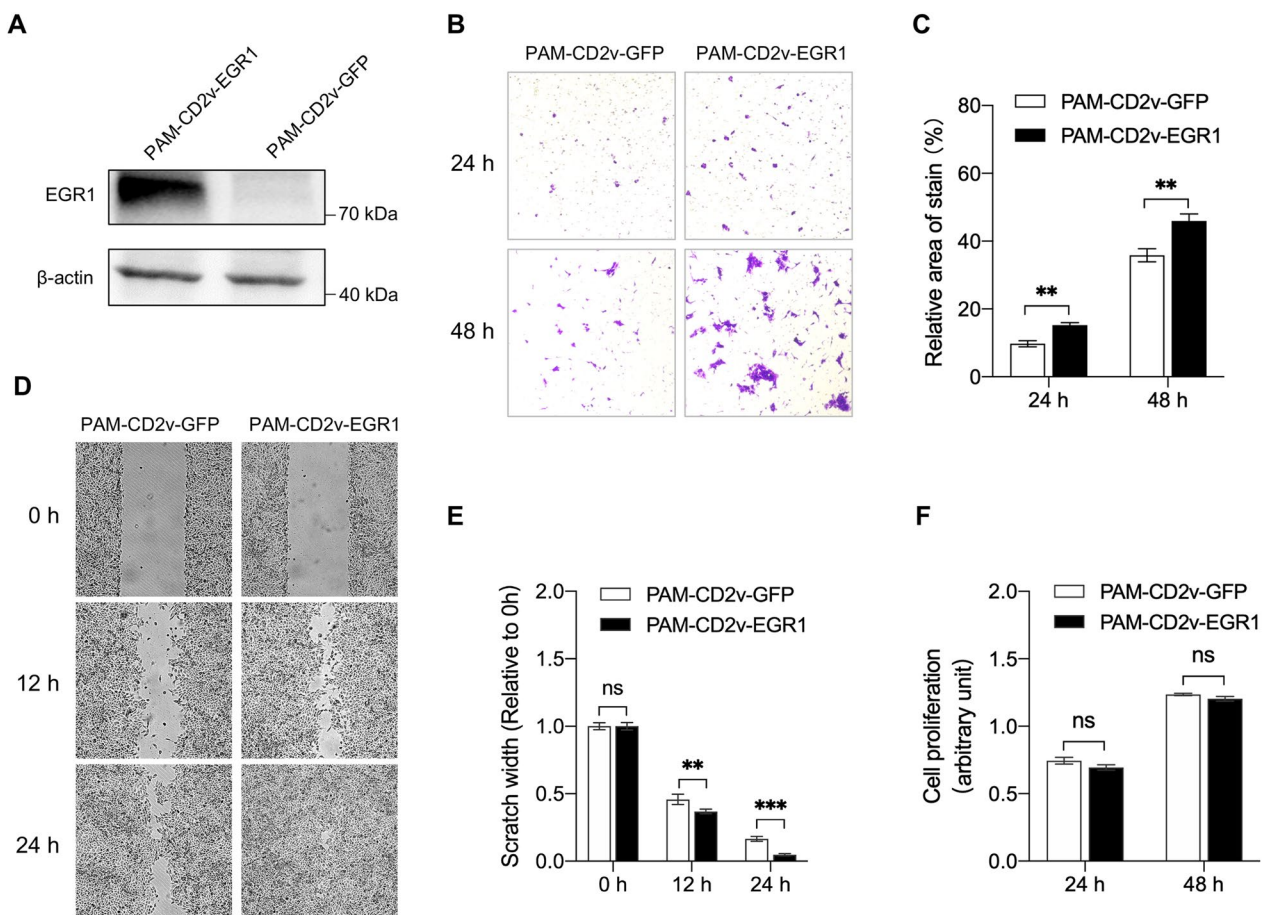 A
PAM-CD2v-EGR1
PAM-CD2v-GFP
EGR1
70 kDa
β-actin
40 kDa
B
PAM-CD2v-GFP
PAM-CD2v-EGR1
24 h
48 h
C
Relative area of stain (%)
80
60
40
20
0
PAM-CD2v-GFP
PAM-CD2v-EGR1
**
**
24 h
48 h
D
PAM-CD2v-GFP
PAM-CD2v-EGR1
0 h
12 h
24 h
E
Scratch width (Relative to 0h)
2.0
1.5
1.0
0.5
0.0
PAM-CD2v-GFP
PAM-CD2v-EGR1
ns
**
***
0 h
12 h
24 h
F
Cell proliferation
(arbitrary unit)
2.0
1.5
1.0
0.5
0.0
PAM-CD2v-GFP
PAM-CD2v-EGR1
ns
ns
24 h
48 h